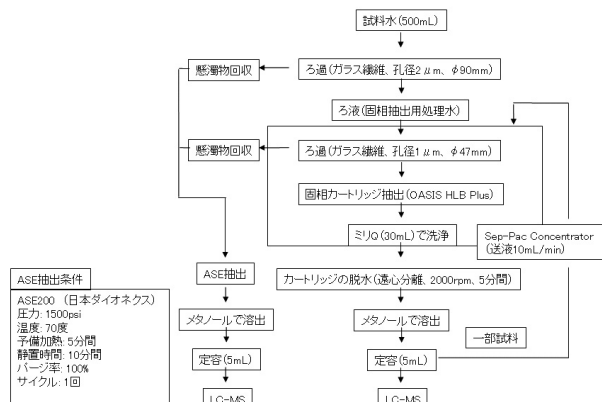 試料水(500mL)
懸濁物回収
ろ過(ガラス繊維、孔径2μm、φ90mm)
ろ液(固相抽出用処理水)
懸濁物回収
ろ過(ガラス繊維、孔径1μm、φ47mm)
固相カートリッジ抽出(OASIS HLB Plus)
ミリQ(30mL)で洗浄
Sep-Pac Concentrator
(送液10mL/min)
ASE抽出
カートリッジの脱水(遠心分離、2000rpm、5分間)
メタノールで溶出
メタノールで溶出
一部試料
定容(5mL)
定容(5mL)
LC-MS
LC-MS
ASE抽出条件
ASE200 (日本ダイオネクス)
圧力:1500psi
温度:70度
予備加熱:5分間
静置時間:10分間
パージ率:100%
サイクル:1回